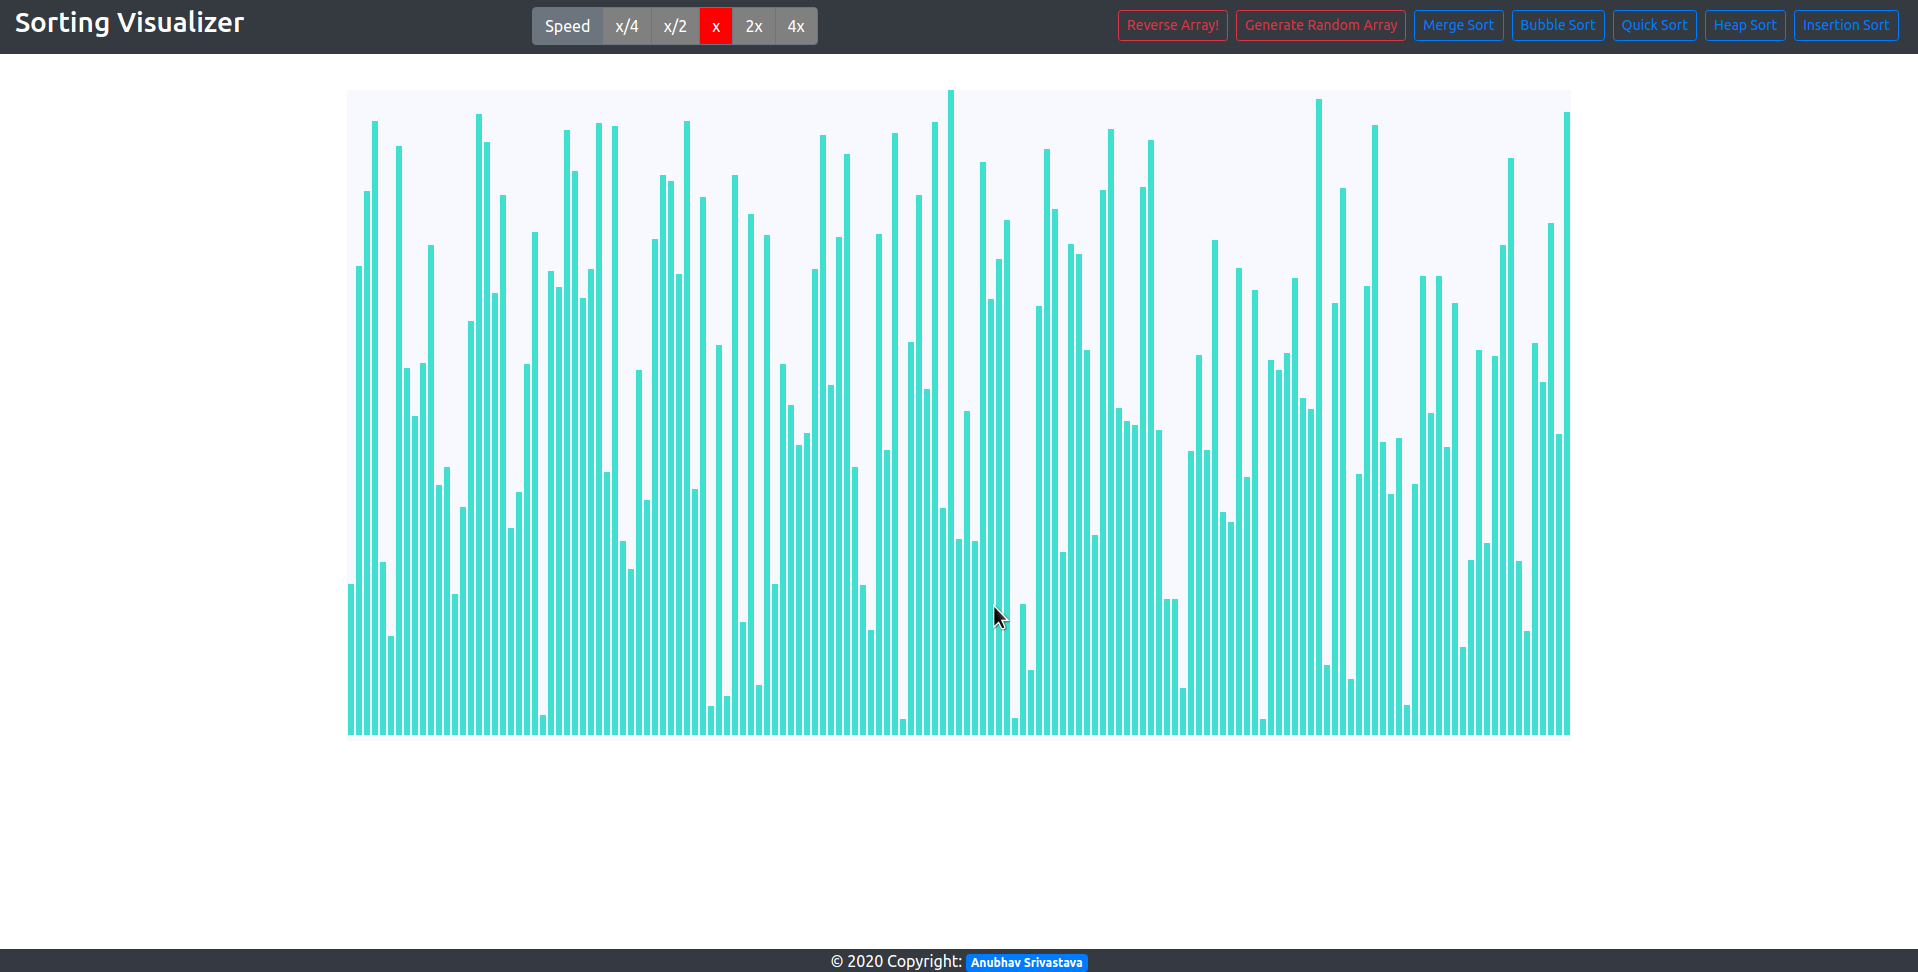 Sorting Visualizer
Speed x/4 x/2 x 2x 4x
Reverse Array! Generate Random Array Merge Sort Bubble Sort Quick Sort Heap Sort Insertion Sort
© 2020 Copyright: Anubhav Srivastava